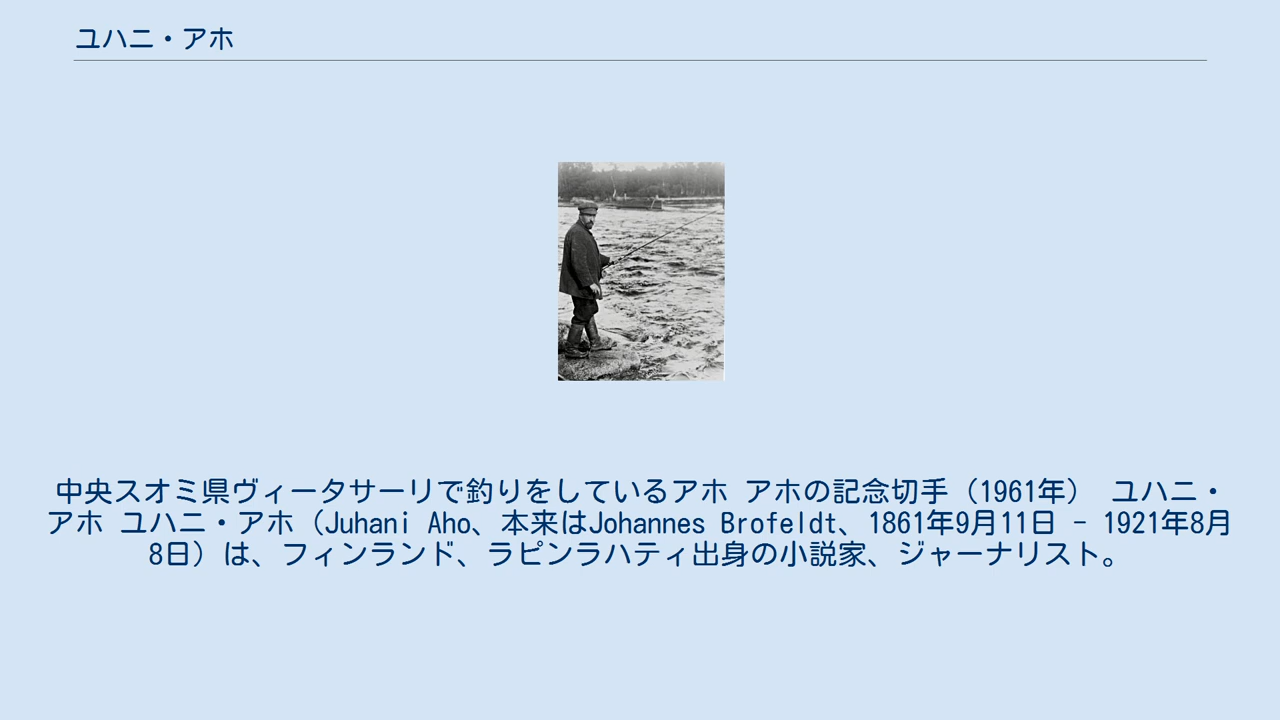 ユハニ・アホ
中央スオミ県ヴィータサーリで釣りをしているアホ アホの記念切手（1961年） ユハニ・
アホ ユハニ・アホ（Juhani Aho、本来はJohannes Brofeldt、1861年9月11日 - 1921年8月
8日）は、フィンランド、ラピンラハティ出身の小説家、ジャーナリスト。